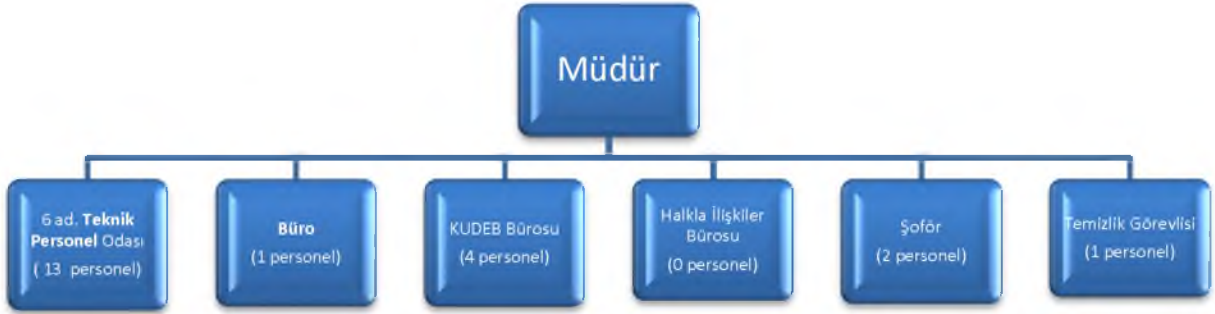 Müdür
6 ad. Teknik
Personel Odası
( 13 personel)
Büro
(1 personel)
KUDEB Bürosu
(4 personel)
Halkla İlişkiler
Bürosu
(0 personel)
Şoför
(2 personel)
Temizlik Görevlisi
(1 personel)